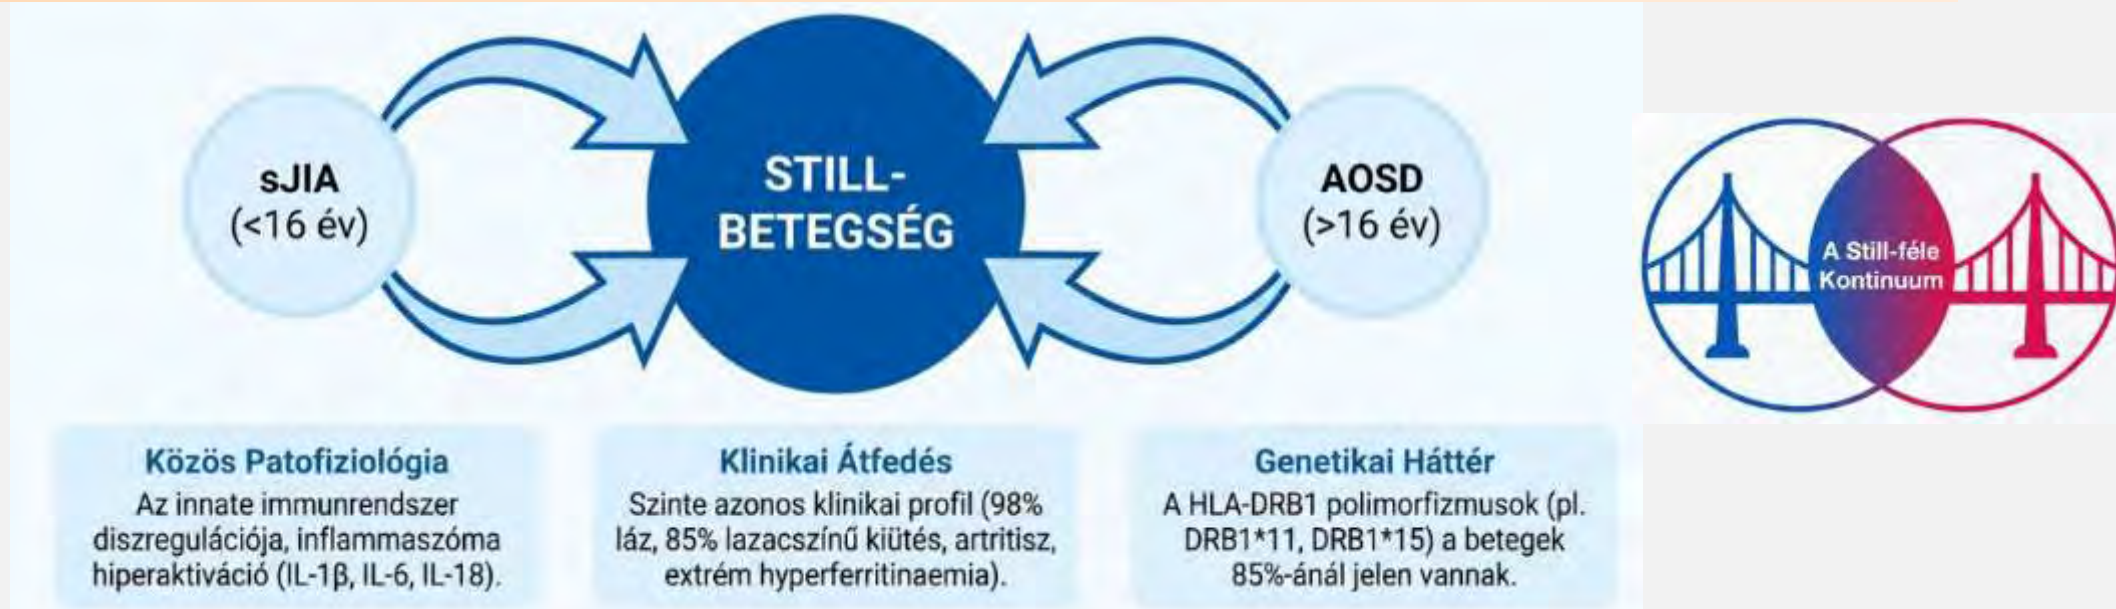 sJIA
(<16 év)
STILL-
BETEGSÉG
AOSD
(>16 év)
A Still-féle
Kontinuum
Közös Patofiziológia
Az innate immunrendszer
diszregulációja, inflammaszóma
hiperaktiváció (IL-1β, IL-6, IL-18).
Klinikai Átfedés
Szinte azonos klinikai profil (98%
láz, 85% lazacszínű kiütés, artritisz,
extrém hyperferritinaemia).
Genetikai Háttér
A HLA-DRB1 polimorfizmusok (pl.
DRB1*11, DRB1*15) a betegek
85%-ánál jelen vannak.